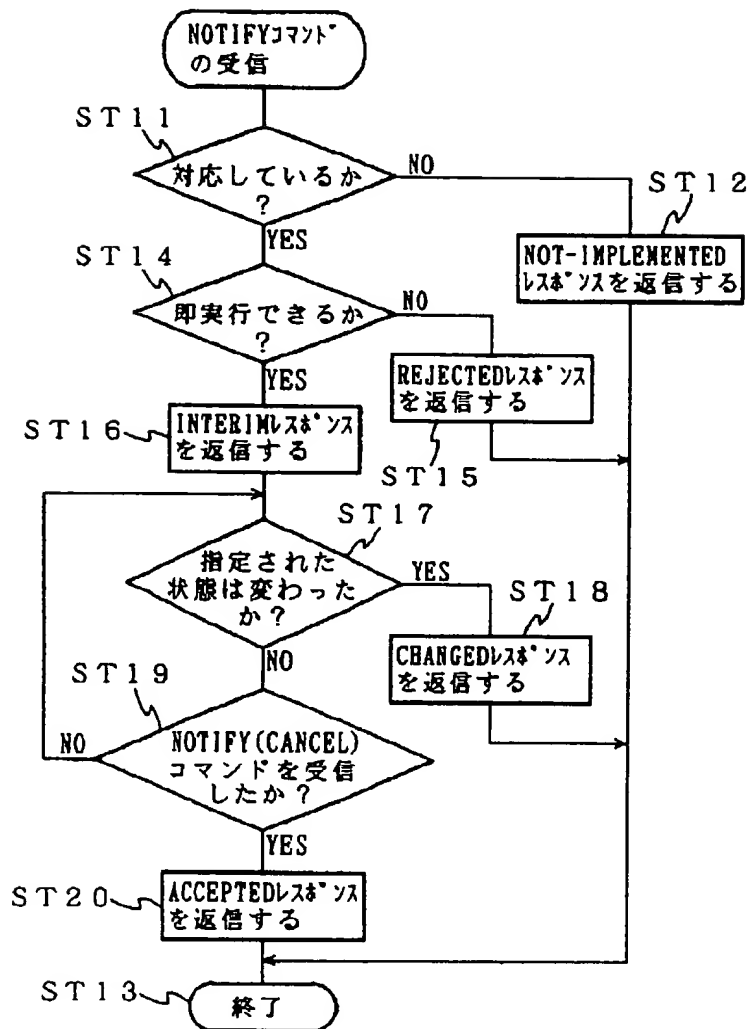 NOTIFYコマンド
の受信
ST11
対応しているか
?
NO
YES
ST12
NOT-IMPLEMENTED
レスポンスを返信する
ST14
即実行できるか
?
NO
YES
REJECTEDレスポンス
を返信する
ST15
ST16
INTERIMレスポンス
を返信する
ST17
指定された
状態は変わった
か?
YES
NO
ST18
CHANGEDレスポンス
を返信する
ST19
NOTIFY(CANCEL)
コマンドを受信
したか?
NO
YES
ST20
ACCEPTEDレスポンス
を返信する
ST13
終了